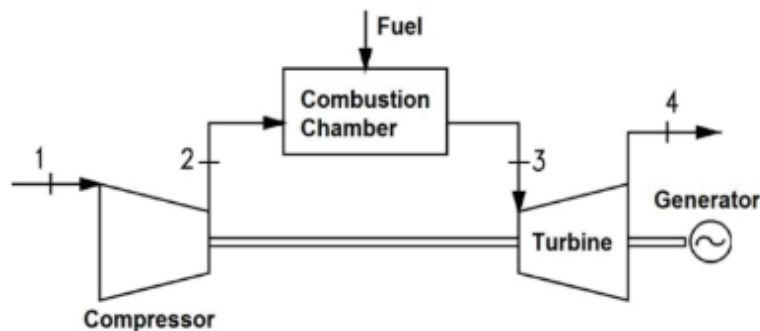 Fuel
Combustion
Chamber
1
2
3
4
Generator
Turbine
Compressor